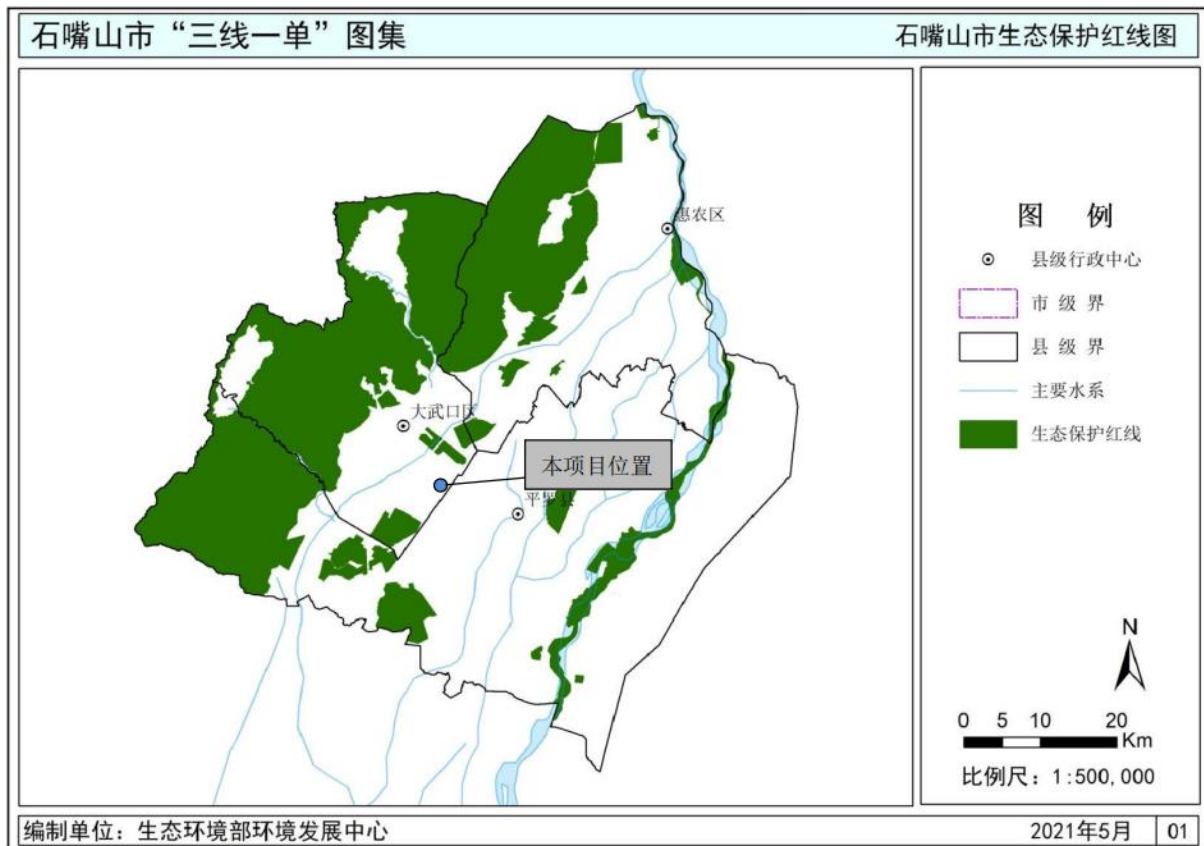 石嘴山市“三线一单”图集
石嘴山市生态保护红线图
惠农区
大武口区
本项目位置
平罗县
图 例
县级行政中心
市 级 界
县 级 界
主要水系
生态保护红线
N
0 5 10 20
Km
比例尺：1:500,000
编制单位：生态环境部环境发展中心
2021年5月
01